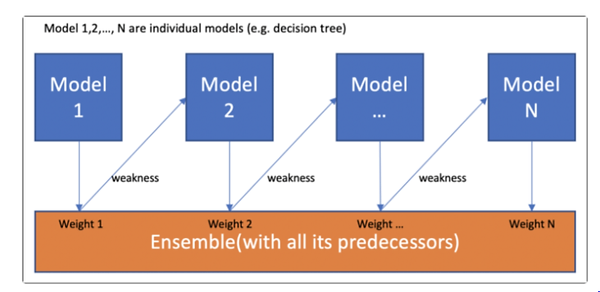 Model 1,2,..., N are individual models (e.g. decision tree)
Model
1
Model
2
Model
...
Model
N
weakness
weakness
weakness
Weight 1
Weight 2
Weight ...
Weight N
Ensemble(with all its predecessors)